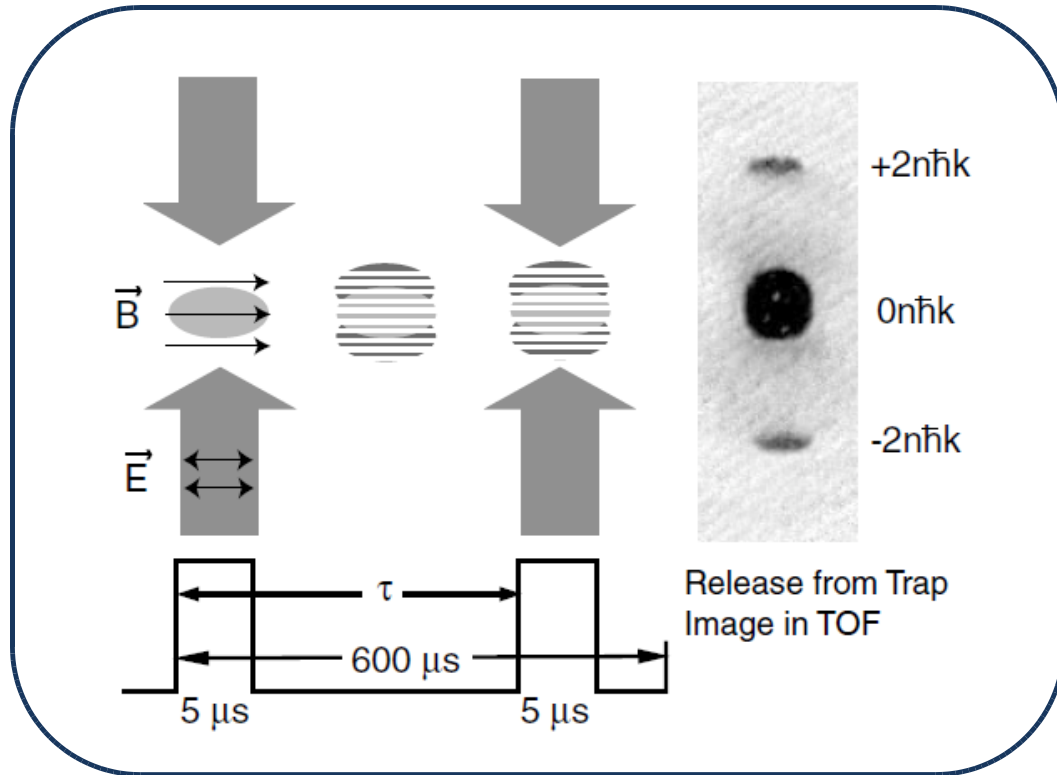 +2nħk
B
0nħk
-2nħk
E
τ
Release from Trap
Image in TOF
600 μs
5 μs
5 μs